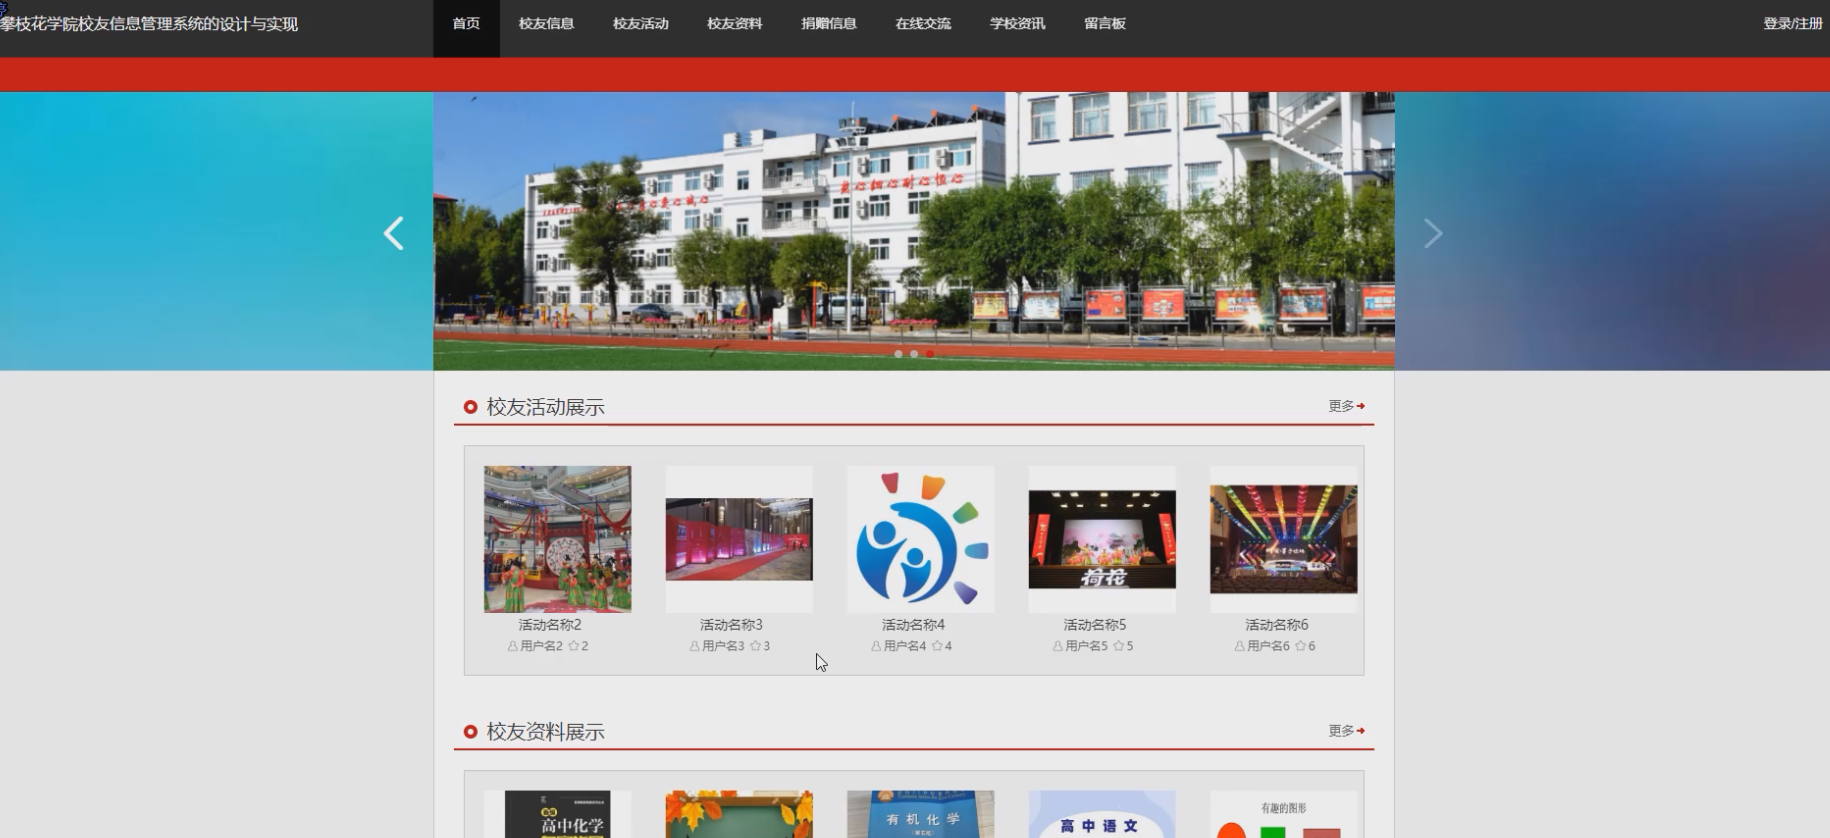 攀枝花学院校友信息管理系统的设计与实现
首页 校友信息 校友活动 校友资料 捐赠信息 在线交流 学校资讯 留言板
登录/注册
校友活动展示
更多
荷花
活动名称2 活动名称3 活动名称4 活动名称5 活动名称6
用户名2 2 用户名3 3 用户名4 4 用户名5 5 用户名6 6
校友资料展示
更多
高中化学
有机化学
高中语文
有趣的图形